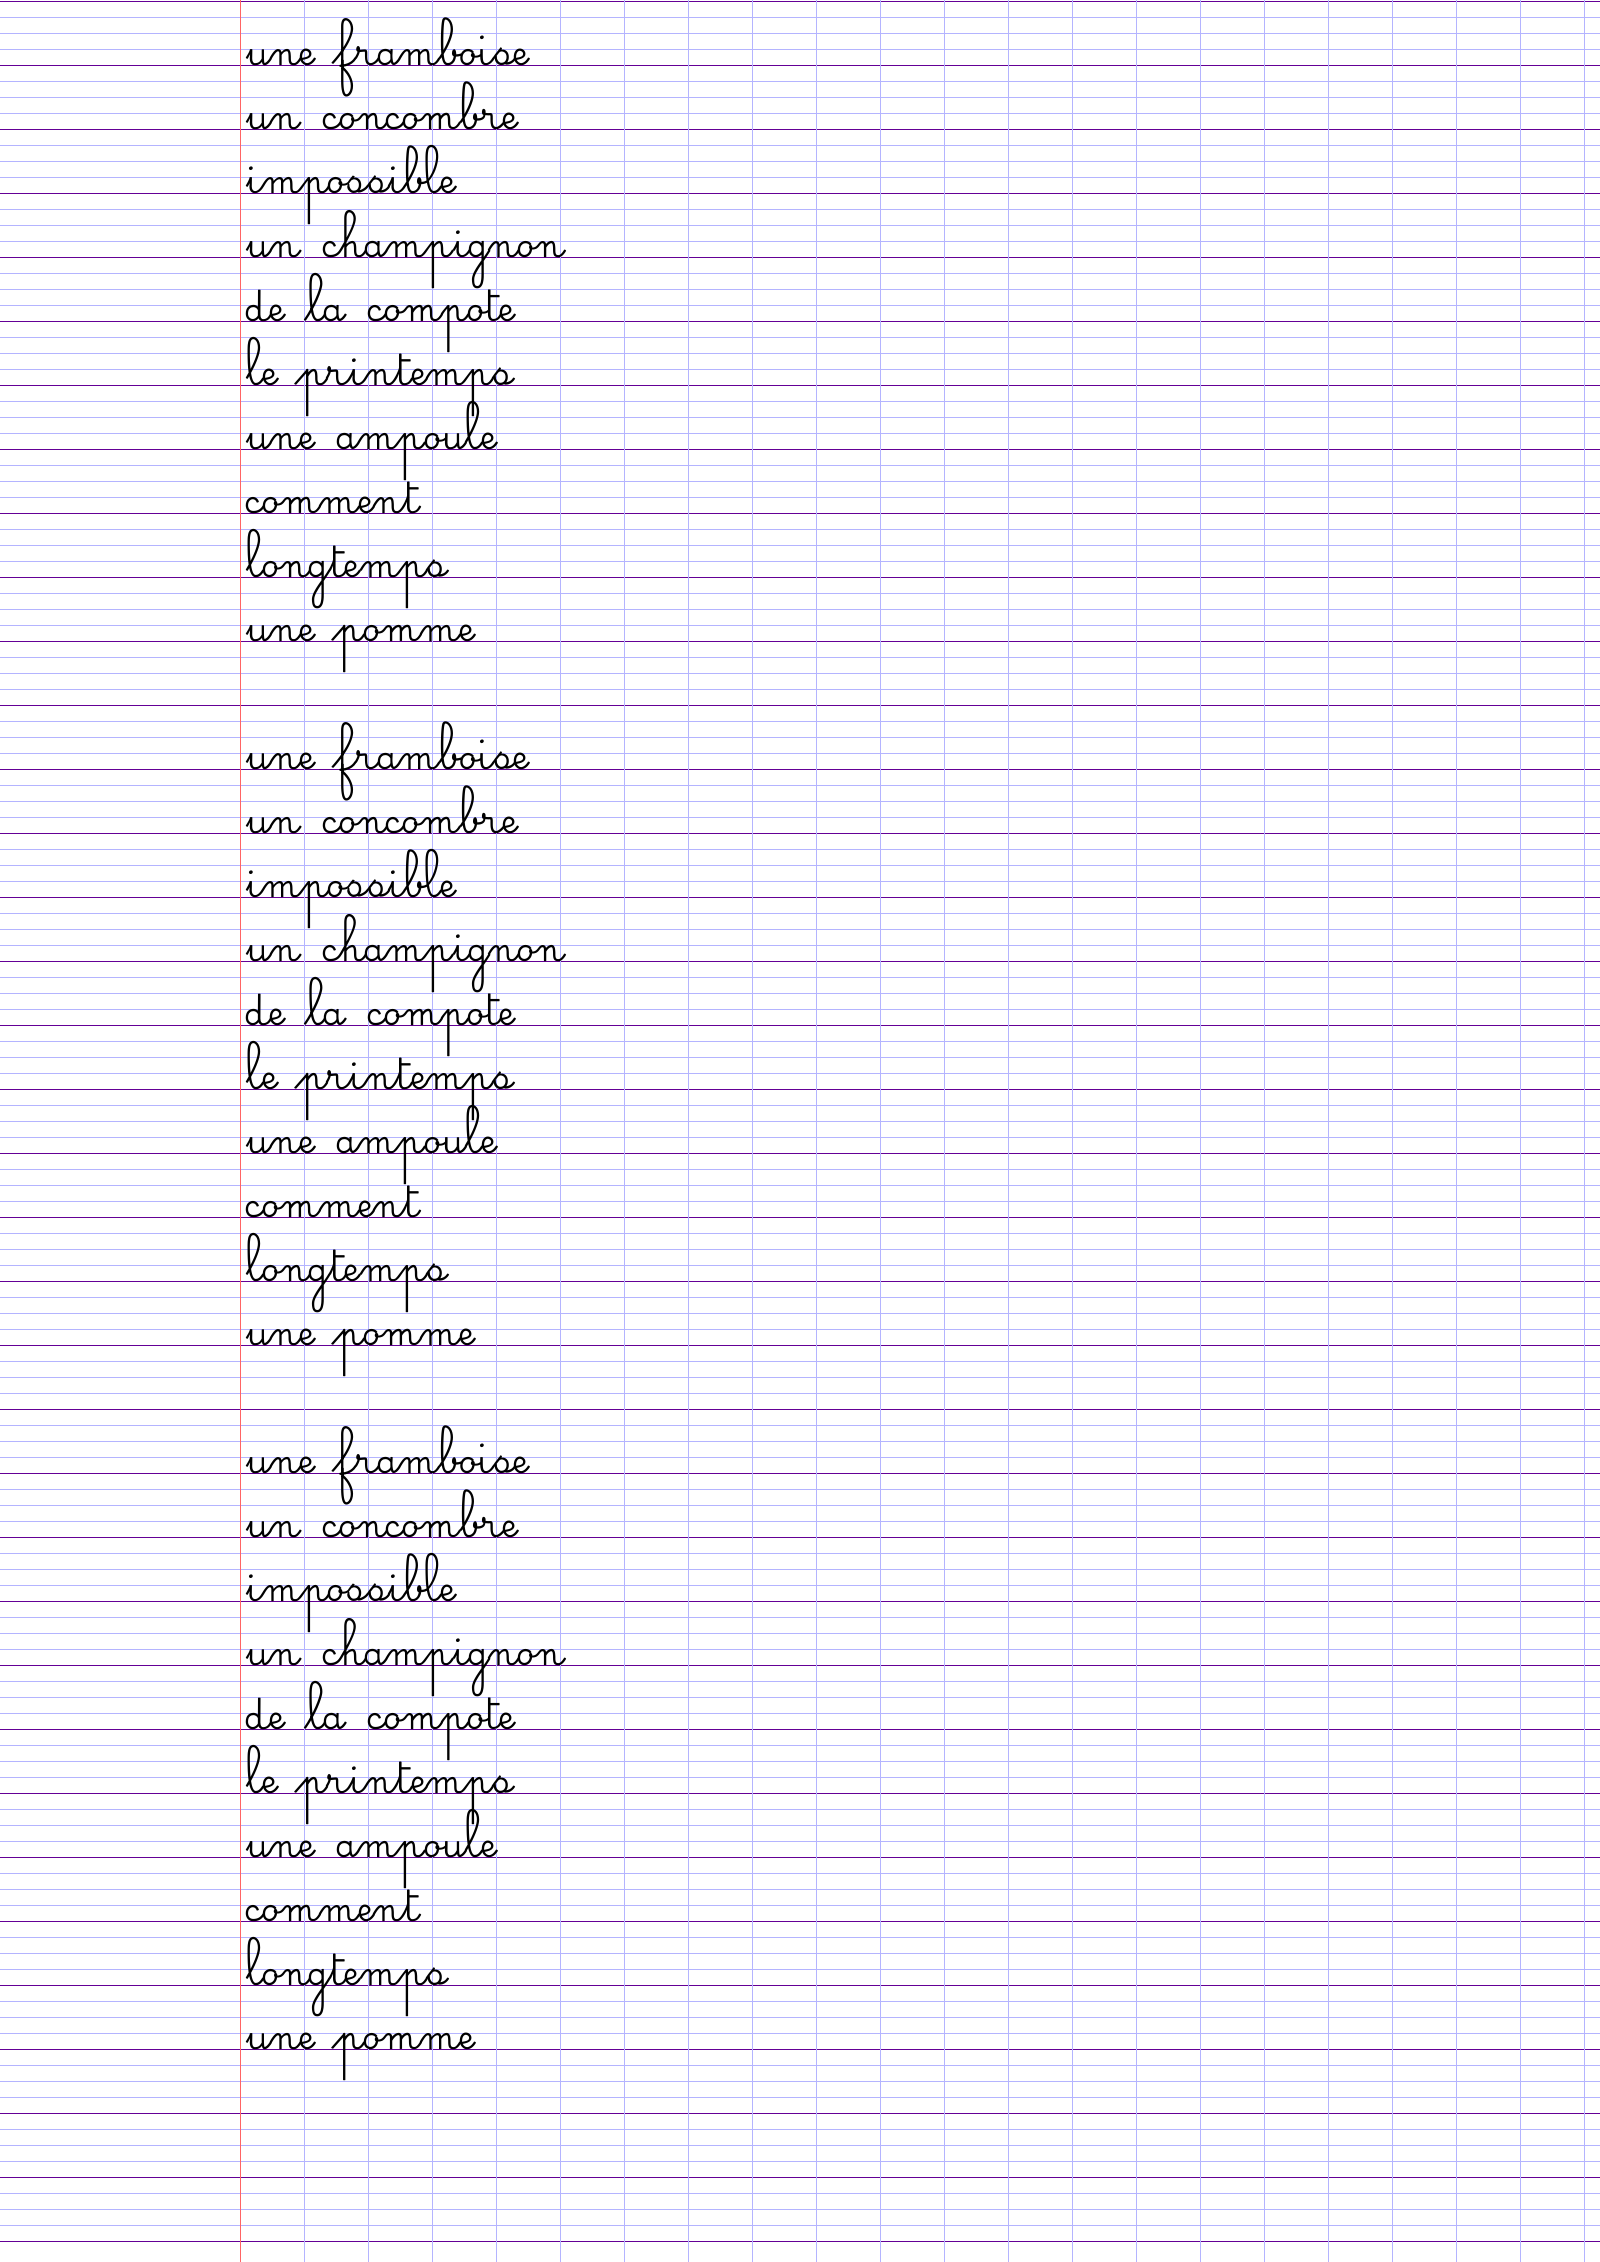 une framboise
un concombre
impossible
un champignon
de la compote
le printemps
une ampoule
comment
longtemps
une pomme
une framboise
un concombre
impossible
un champignon
de la compote
le printemps
une ampoule
comment
longtemps
une pomme
une framboise
un concombre
impossible
un champignon
de la compote
le printemps
une ampoule
comment
longtemps
une pomme